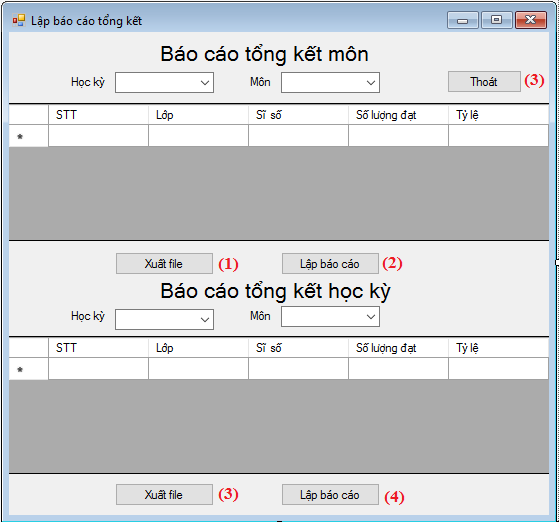 Lập báo cáo tổng kết
Báo cáo tổng kết môn
Học kỳ Môn Thoát (3)
STT Lớp Sĩ số Số lượng đạt Tỷ lệ
*
Xuất file (1) Lập báo cáo (2)
Báo cáo tổng kết học kỳ
Học kỳ Môn
STT Lớp Sĩ số Số lượng đạt Tỷ lệ
*
Xuất file (3) Lập báo cáo (4)